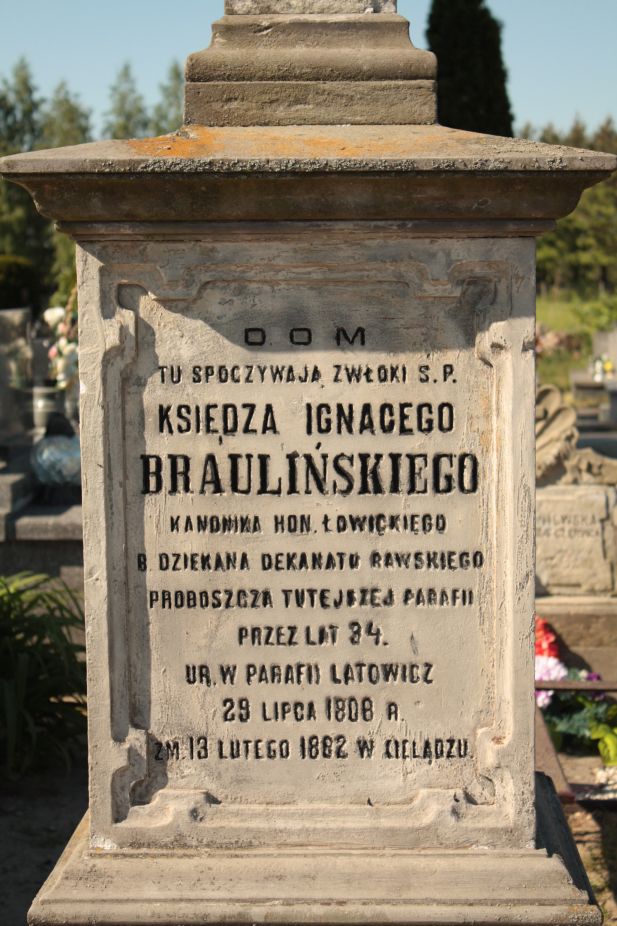 D O M
TU SPOCZYWAJĄ ZWŁOKI Ś.P.
KSIĘDZA IGNACEGO
BRAULIŃSKIEGO
KANONIKA HON. ŁOWICKIEGO
B. DZIEKANA DEKANATU RAWSKIEGO
PROBOSZCZA TUTEJSZEJ PARAFII
PRZEZ LAT 34.
UR. W PARAFII LATOWICZ
29 LIPCA 1808 R.
ZM. 13 LUTEGO 1882 W CIELĄDZU.